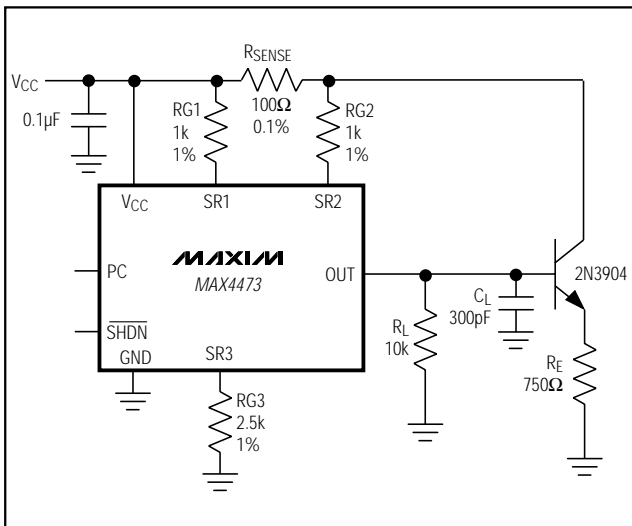 RSENSE
VCC
100Ω
0.1%
0.1µF
RG1
1k
1%
RG2
1k
1%
VCC
SR1
SR2
MAXIM
MAX4473
PC
OUT
2N3904
SHDN
GND
SR3
RL
10k
CL
300pF
RE
750Ω
RG3
2.5k
1%